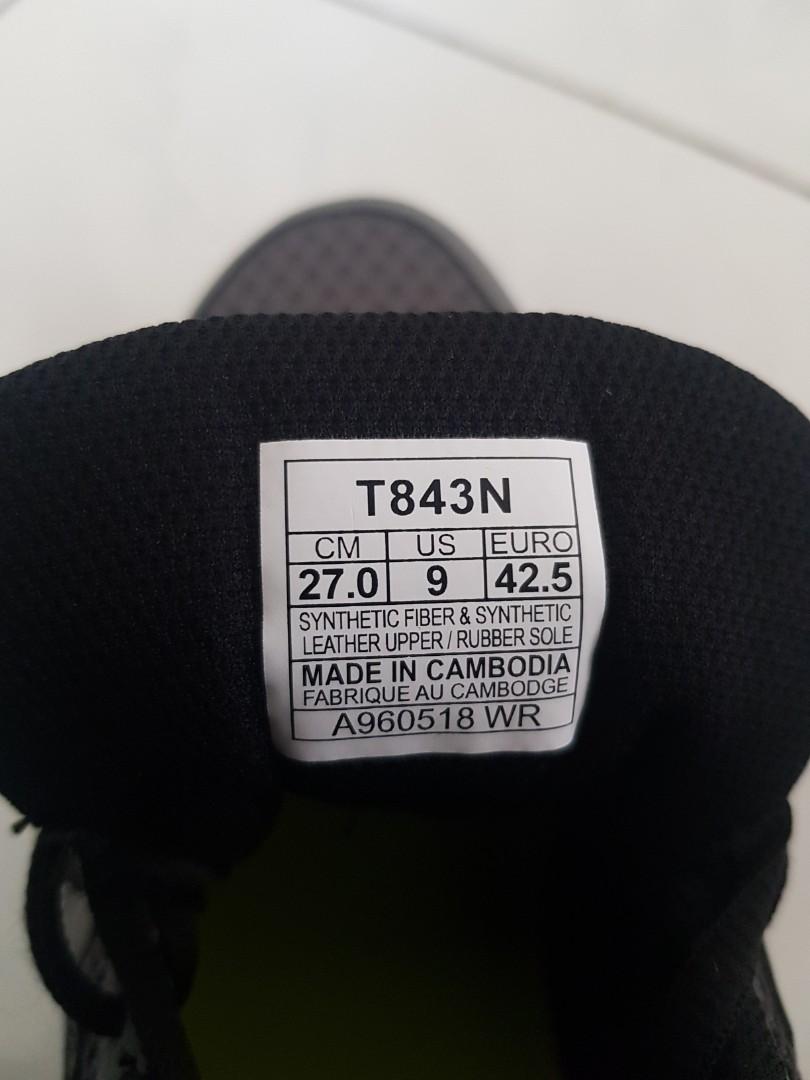 T843N
CM US EURO
27.0 9 42.5
SYNTHETIC FIBER & SYNTHETIC
LEATHER UPPER / RUBBER SOLE
MADE IN CAMBODIA
FABRIQUE AU CAMBODGE
A960518 WR